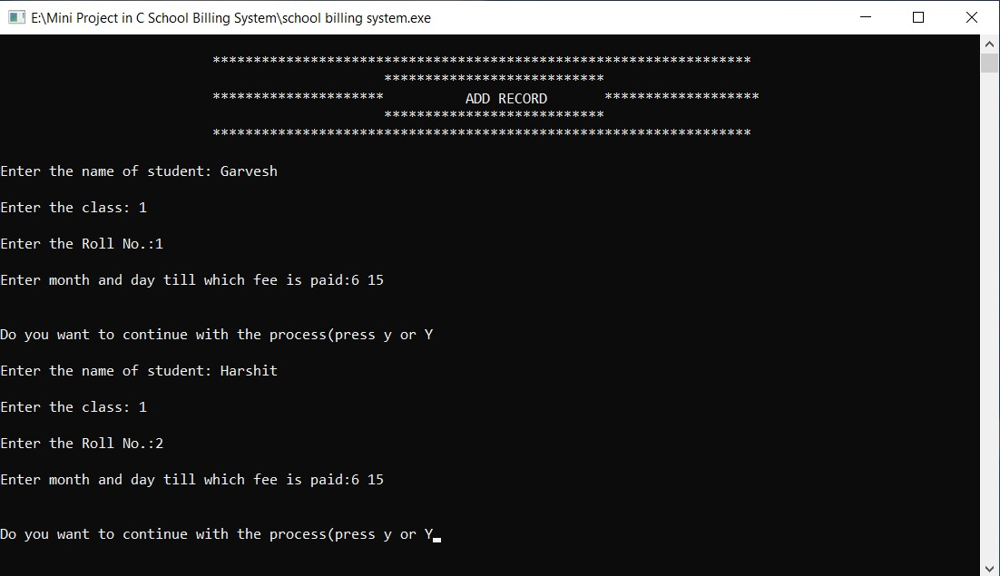 E:\Mini Project in C School Billing System\school billing system.exe
******************************************************************
***************************
********************* ADD RECORD *******************
***************************
******************************************************************
Enter the name of student: Garvesh
Enter the class: 1
Enter the Roll No.:1
Enter month and day till which fee is paid:6 15
Do you want to continue with the process(press y or Y
Enter the name of student: Harshit
Enter the class: 1
Enter the Roll No.:2
Enter month and day till which fee is paid:6 15
Do you want to continue with the process(press y or Y